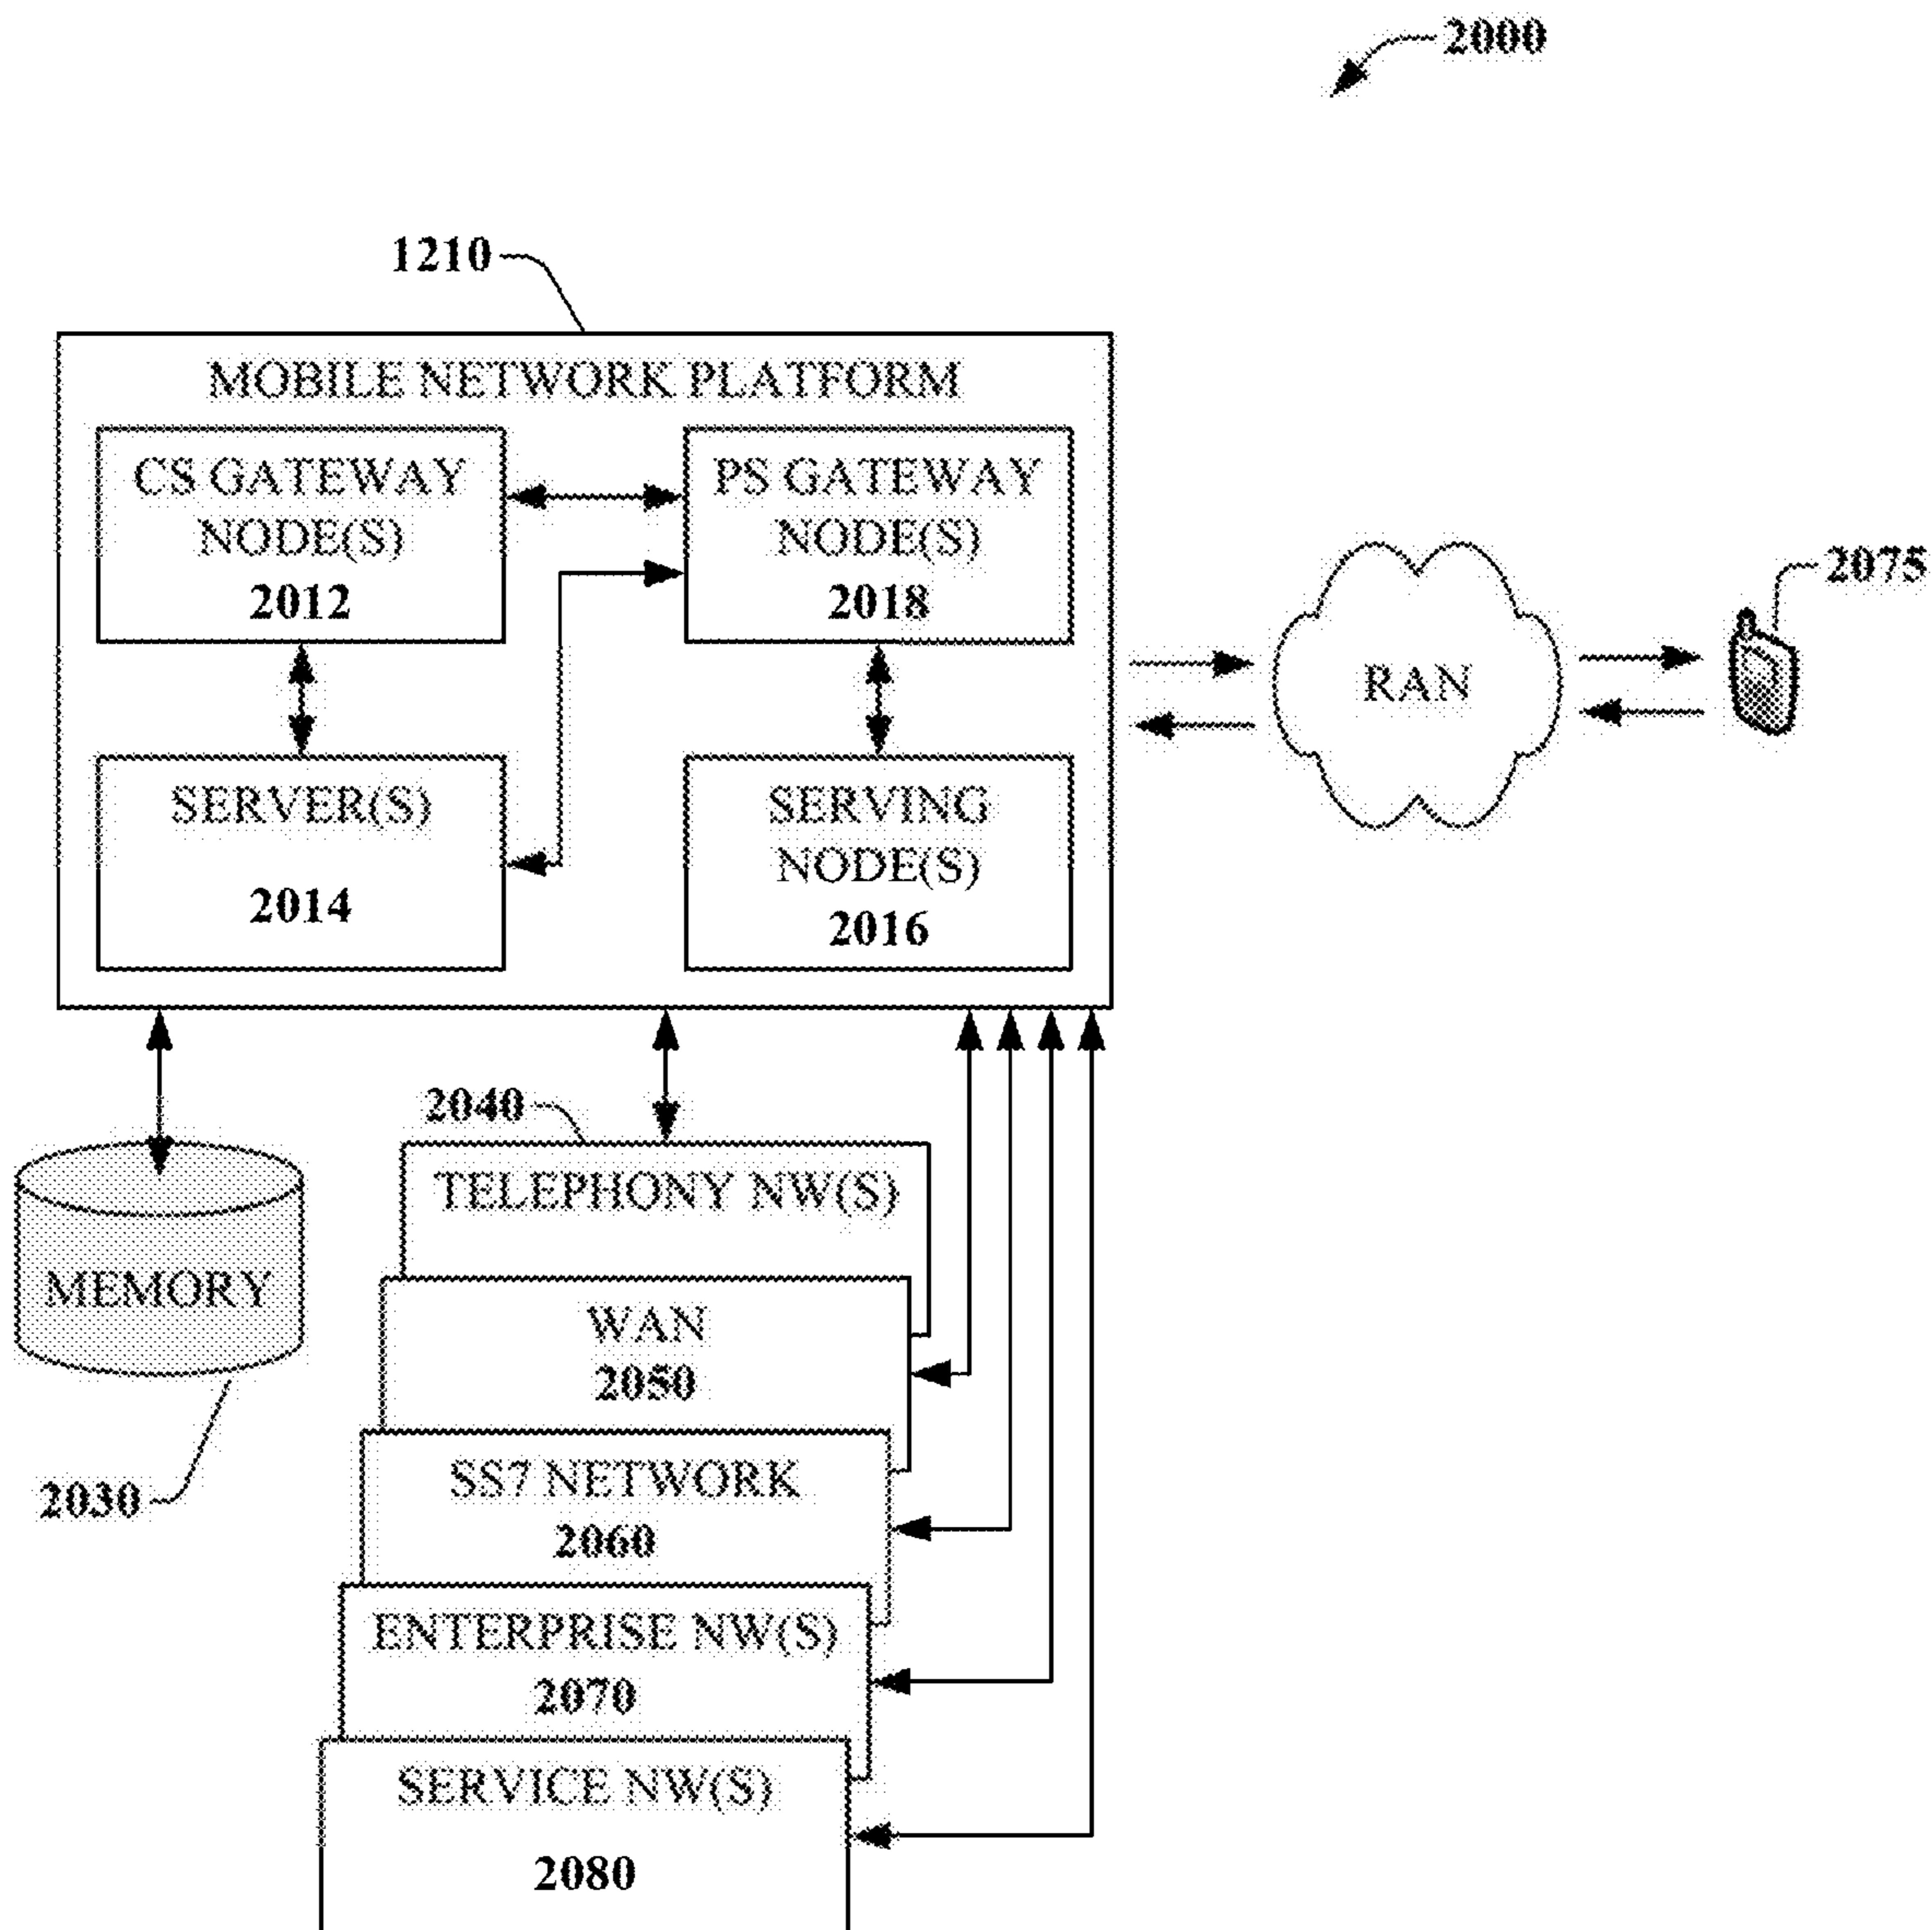 2000
1210
MOBILE NETWORK PLATFORM
CS GATEWAY
NODE(S)
2012
PS GATEWAY
NODE(S)
2018
SERVER(S)
2014
SERVING
NODE(S)
2016
RAN
2075
2040
TELEPHONY NW(S)
MEMORY
2030
WAN
2050
SS7 NETWORK
2060
ENTERPRISE NW(S)
2070
SERVICE NW(S)
2080